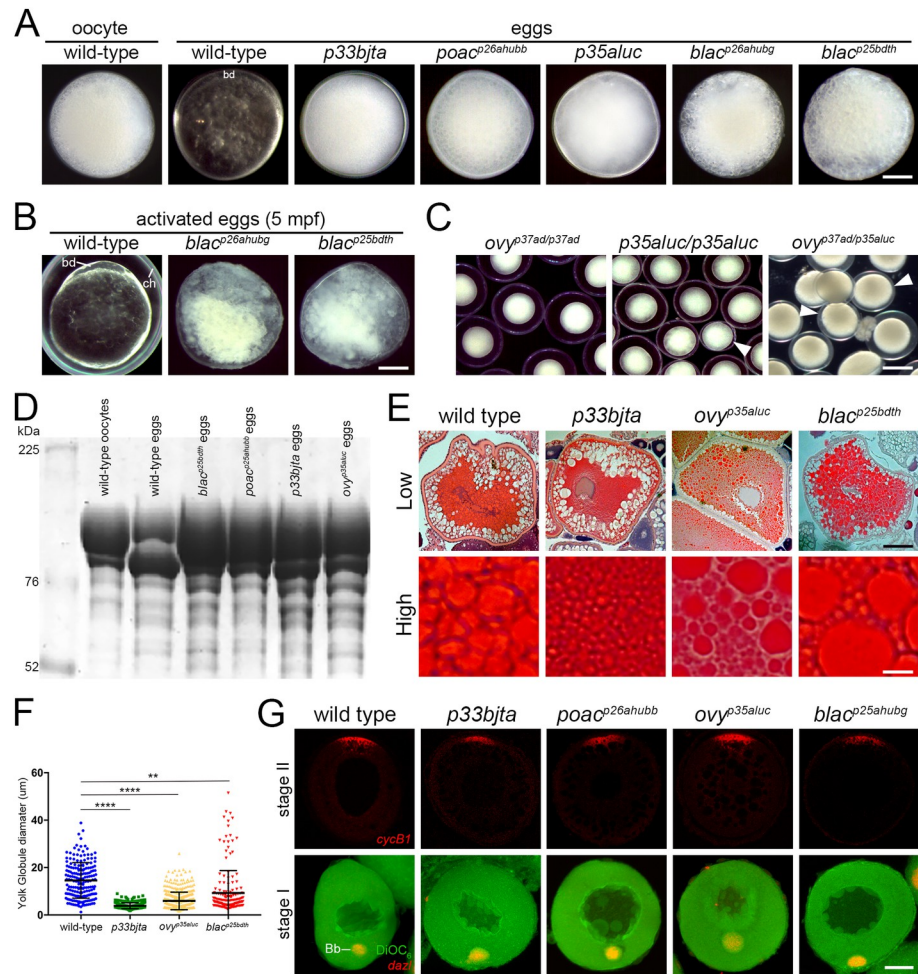 A
oocyte
eggs
wild-type
wild-type
p33bjta
poac p26ahubb
p35aluc
blac p26ahubg
blac p25bdth
bd
B
activated eggs (5 mpf)
wild-type
blac p26ahubg
blac p25bdth
bd
ch
C
ovy p37ad/p37ad
p35aluc/p35aluc
ovy p37ad/p35aluc
D
kDa
225
76
52
wild-type oocytes
wild-type eggs
blac p25bdth eggs
poac p25ahubb eggs
p33bjta eggs
ovy p35aluc eggs
E
wild type
p33bjta
ovy p35aluc
blac p25bdth
Low
High
F
Yolk Globule diamater (um)
60
40
20
0
**
****
****
wild-type
p33bjta
ovy p35aluc
blac p25bdth
G
wild type
p33bjta
poac p26ahubb
ovy p35aluc
blac p25ahubg
stage II
cycB1
stage I
Bb
DiOC6
dazl